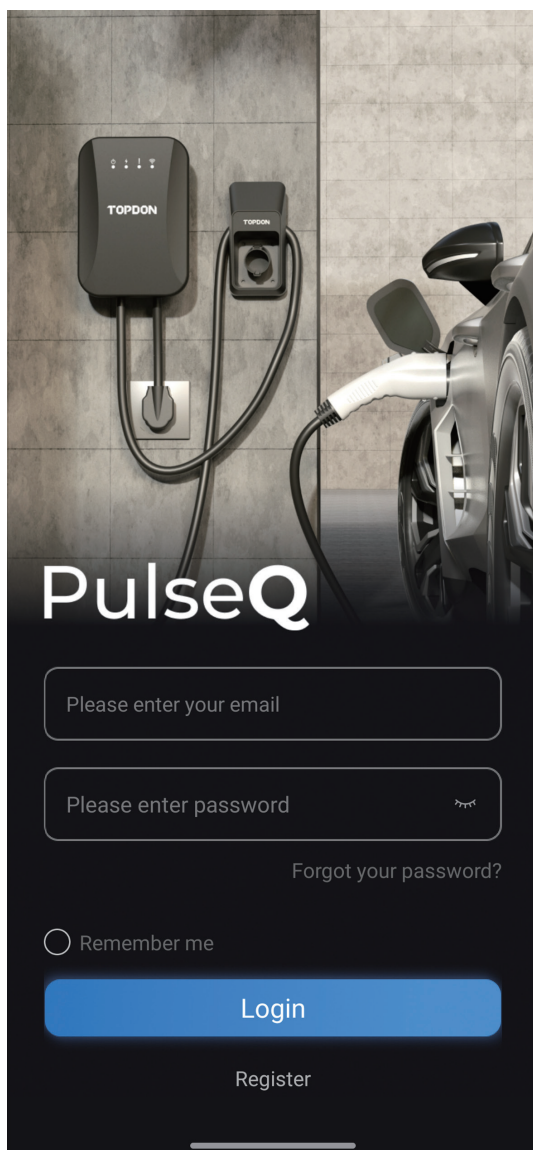 TOPDON
TOPDON
PulseQ
Please enter your email
Please enter password
Forgot your password?
Remember me
Login
Register